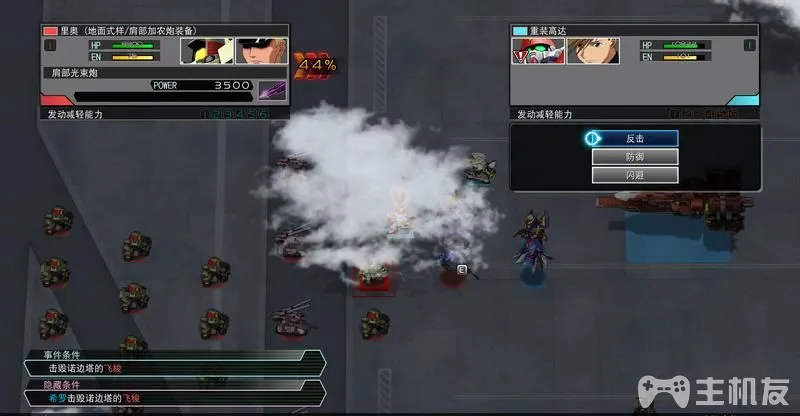 里奥（地面式样/肩部加农炮装备）
HP
EN
肩部光束炮
POWER 3500
发动减轻能力 ①②③④⑤⑥
44%
重装高达
HP
EN
发动减轻能力
反击
防御
闪避
E
事件条件
击毁诺边塔的飞梭
隐藏条件
希罗击毁诺边塔的飞梭
主机友